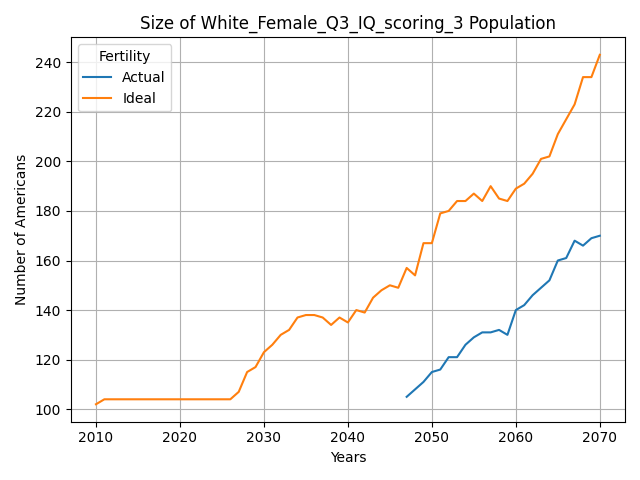 Size of White_Female_Q3_IQ_scoring_3 Population
Fertility
Actual
Ideal
Number of Americans
240
220
200
180
160
140
120
100
2010 2020 2030 2040 2050 2060 2070
Years